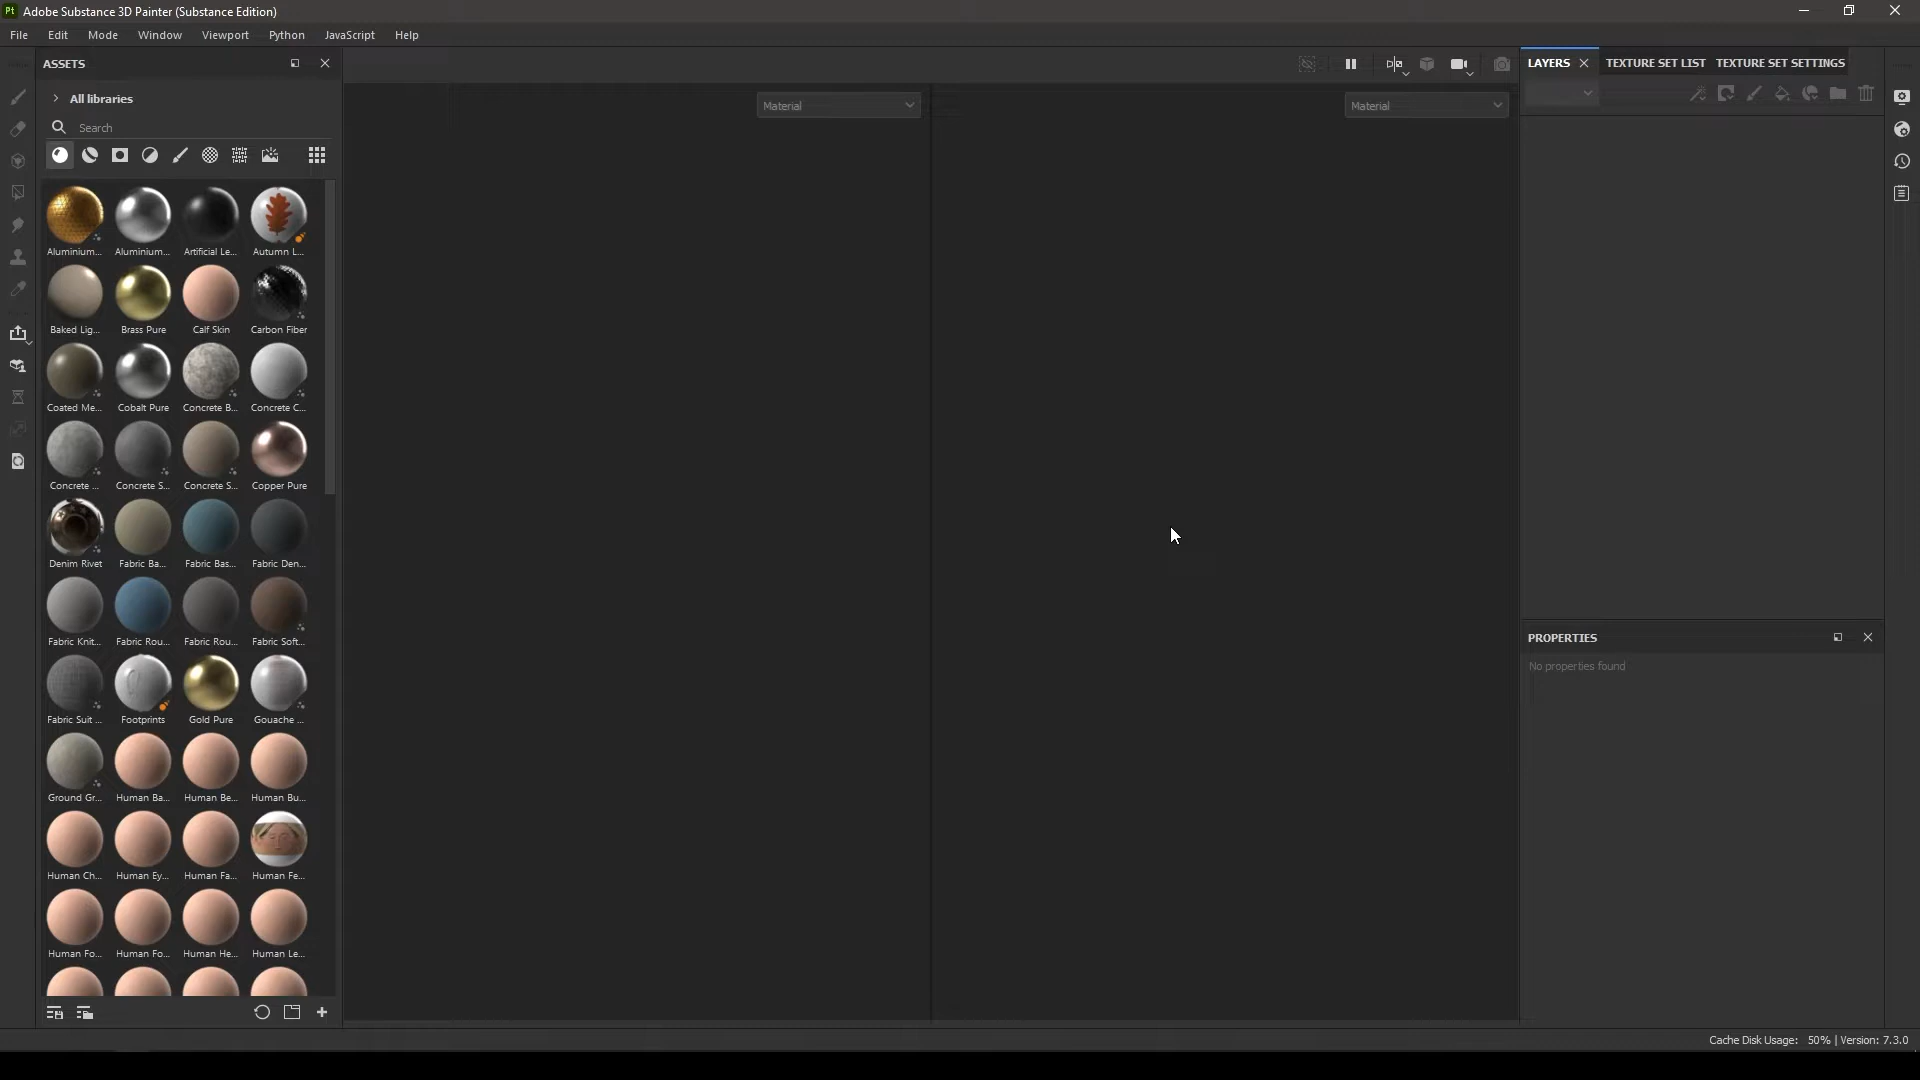 Pt Adobe Substance 3D Painter (Substance Edition)
File Edit Mode Window Viewport Python JavaScript Help
ASSETS
All libraries
Search
Aluminium... Aluminium... Artificial Le... Autumn L...
Baked Lig... Brass Pure Calf Skin Carbon Fiber
Coated Me... Cobalt Pure Concrete B... Concrete C...
Concrete ... Concrete S... Concrete S... Copper Pure
Denim Rivet Fabric Ba... Fabric Bas... Fabric Den...
Fabric Knit... Fabric Rou... Fabric Rou... Fabric Soft...
Fabric Suit ... Footprints Gold Pure Gouache ...
Ground Gr... Human Ba... Human Be... Human Bu...
Human Ch... Human Ey... Human Fa... Human Fe...
Human Fo... Human Fo... Human He... Human Le...
Material
Material
LAYERS TEXTURE SET LIST TEXTURE SET SETTINGS
PROPERTIES
No properties found
Cache Disk Usage: 50% | Version: 7.3.0